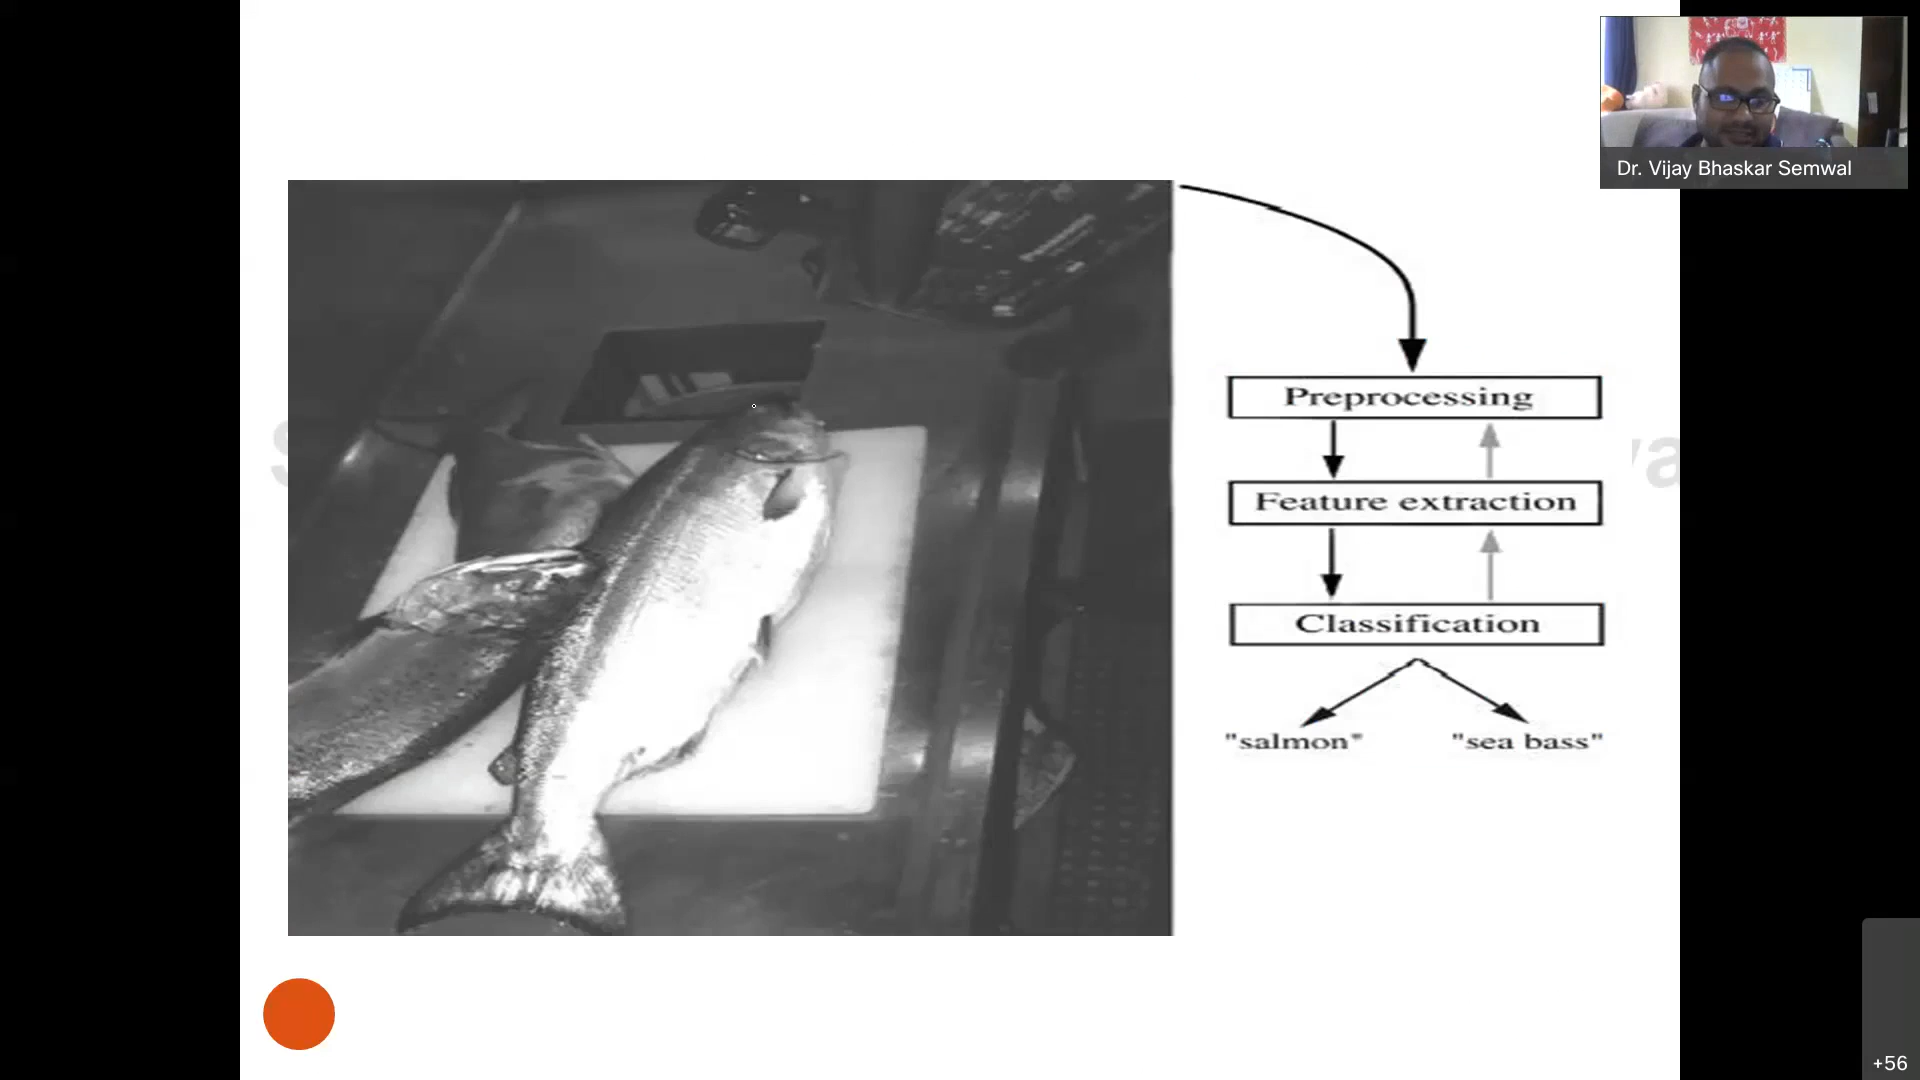 Dr. Vijay Bhaskar Semwal
Preprocessing
Feature extraction
Classification
"salmon" "sea bass"
+56